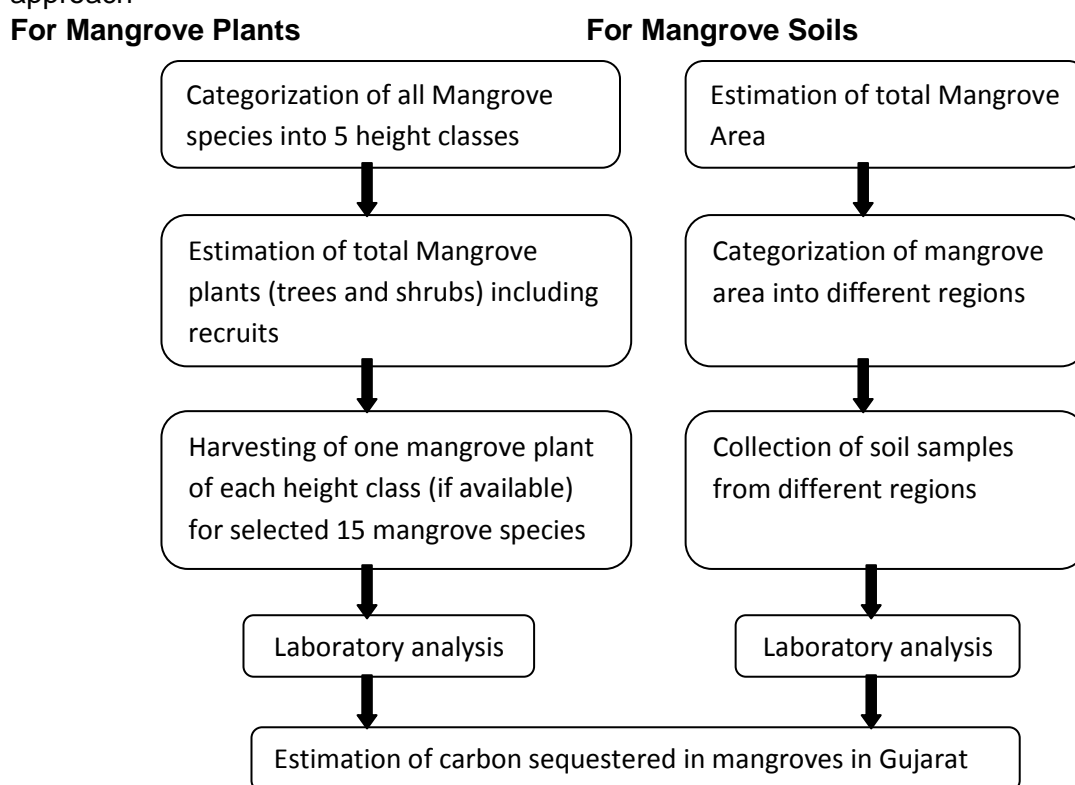 approach
For Mangrove Plants
For Mangrove Soils
Categorization of all Mangrove
species into 5 height classes
Estimation of total Mangrove
plants (trees and shrubs) including
recruits
Harvesting of one mangrove plant
of each height class (if available)
for selected 15 mangrove species
Laboratory analysis
Estimation of total Mangrove
Area
Categorization of mangrove
area into different regions
Collection of soil samples
from different regions
Laboratory analysis
Estimation of carbon sequestered in mangroves in Gujarat